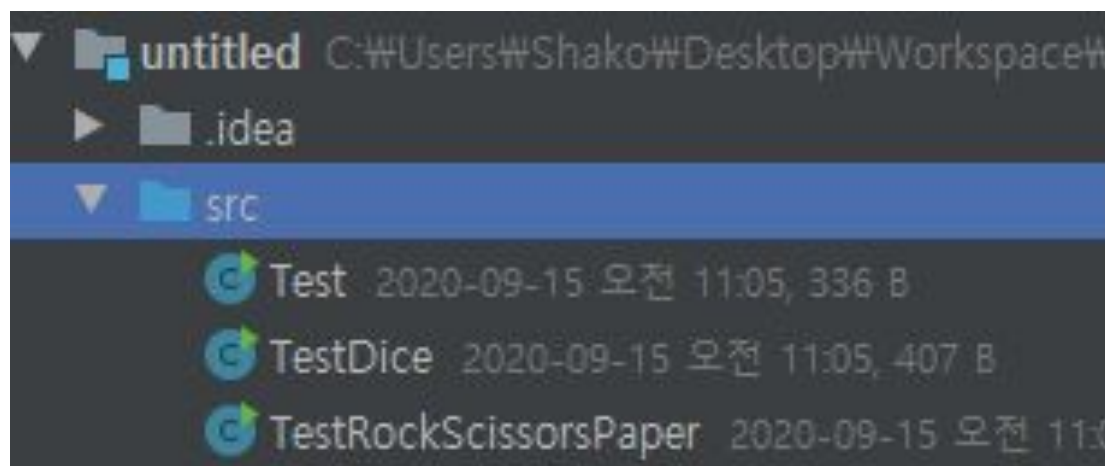 untitled C:₩Users₩Shako₩Desktop₩Workspace₩
.idea
src
Test 2020-09-15 오전 11:05, 336 B
TestDice 2020-09-15 오전 11:05, 407 B
TestRockScissorsPaper 2020-09-15 오전